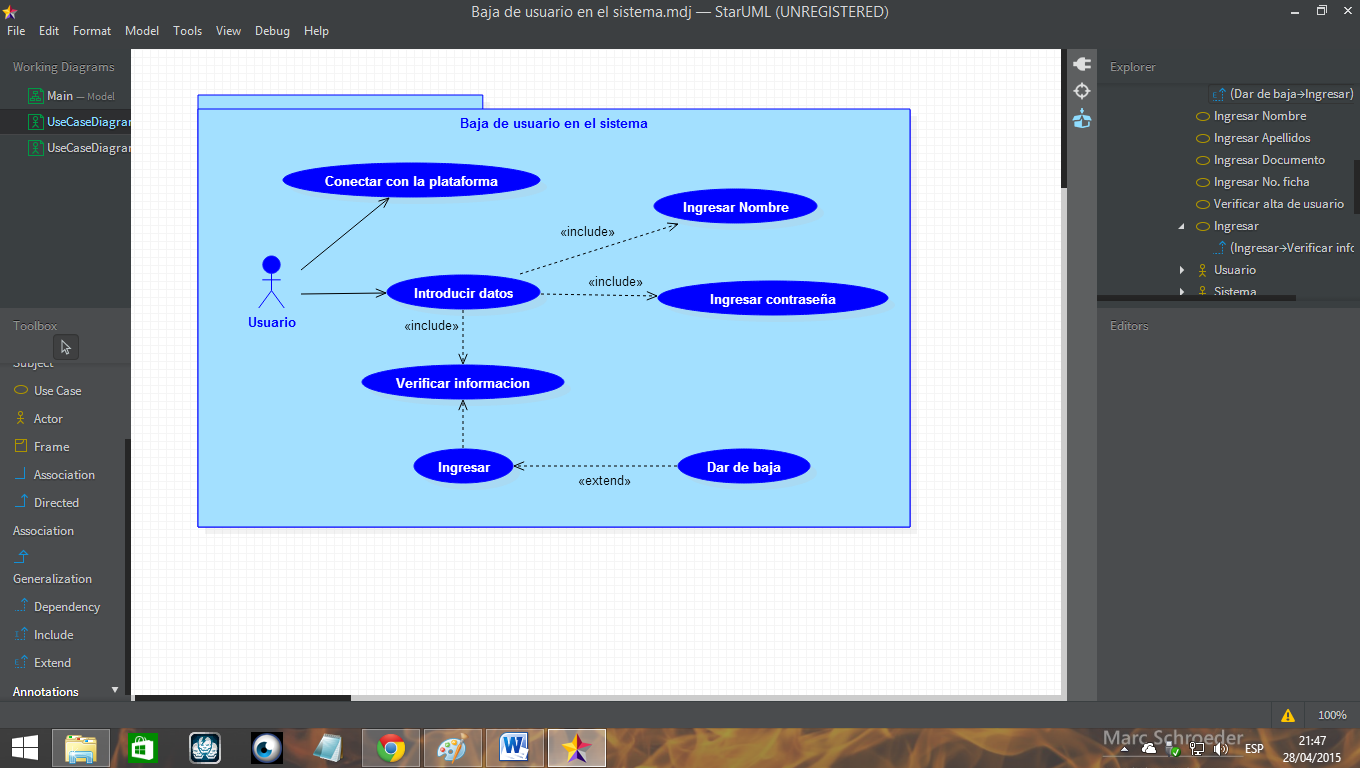 Baja de usuario en el sistema.mdj — StarUML (UNREGISTERED)
File Edit Format Model Tools View Debug Help
Working Diagrams
Main — Model
UseCaseDiagran
UseCaseDiagran
Toolbox
Subject
Use Case
Actor
Frame
Association
Directed
Association
Generalization
Dependency
Include
Extend
Annotations
Baja de usuario en el sistema
Conectar con la plataforma
Ingresar Nombre
«include»
Introducir datos
«include»
Ingresar contraseña
Usuario
«include»
Verificar informacion
Ingresar
«extend»
Dar de baja
Explorer
(Dar de baja→Ingresar)
Ingresar Nombre
Ingresar Apellidos
Ingresar Documento
Ingresar No. ficha
Verificar alta de usuario
Ingresar
(Ingresar→Verificar info
Usuario
Sistema
Editors
100%
Marc Schroeder
ESP
21:47
28/04/2015